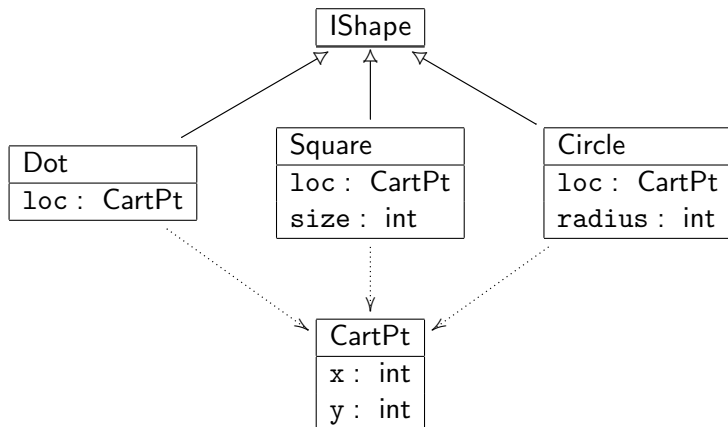 IShape
Dot
loc : CartPt
Square
loc : CartPt
size : int
Circle
loc : CartPt
radius : int
CartPt
x : int
y : int